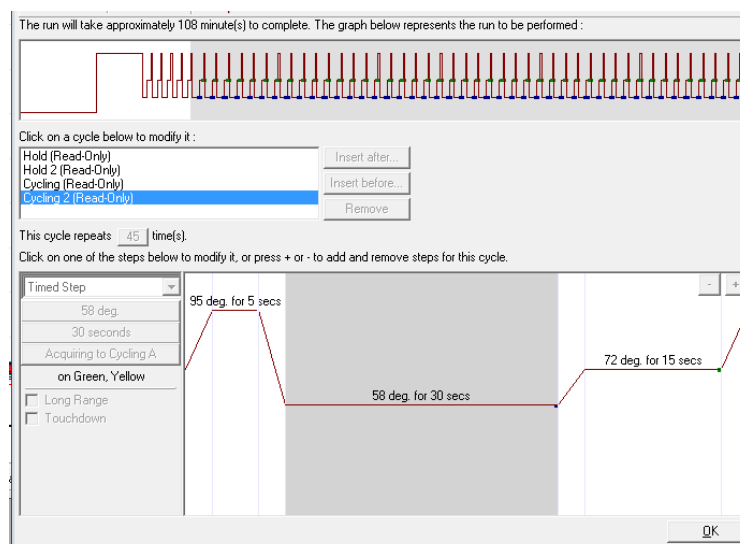 The run will take approximately 108 minute(s) to complete. The graph below represents the run to be performed :
Click on a cycle below to modify it :
Hold (Read-Only)
Hold 2 (Read-Only)
Cycling (Read-Only)
Cycling 2 (Read-Only)
Insert after...
Insert before...
Remove
This cycle repeats 45 time(s).
Click on one of the steps below to modify it, or press + or - to add and remove steps for this cycle.
Timed Step
58 deg.
30 seconds
Acquiring to Cycling A
on Green, Yellow
Long Range
Touchdown
95 deg. for 5 secs
58 deg. for 30 secs
72 deg. for 15 secs
- +
OK